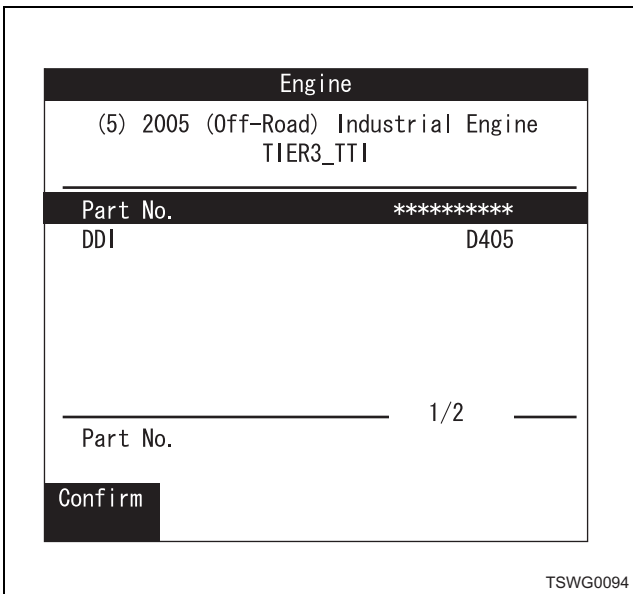 Engine
(5) 2005 (Off-Road) Industrial Engine
TIER3_TTI
Part No. **********
DDI D405
1/2
Part No.
Confirm
TSWG0094